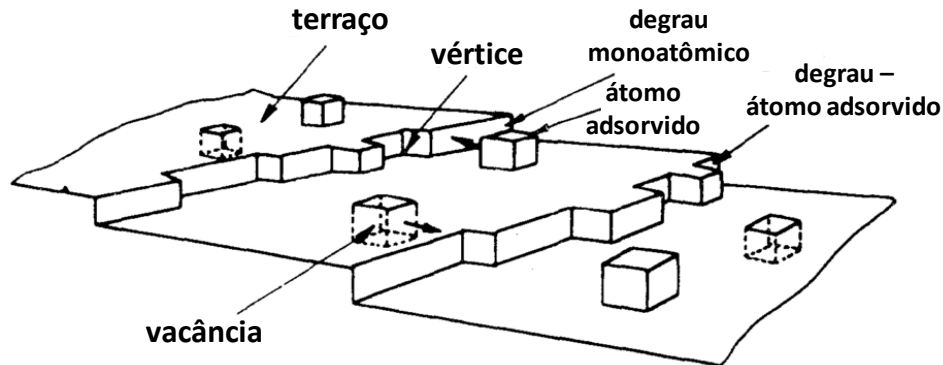 terraço
vértice
degrau
monoatômico
átomo
adsorvido
degrau –
átomo adsorvido
vacância